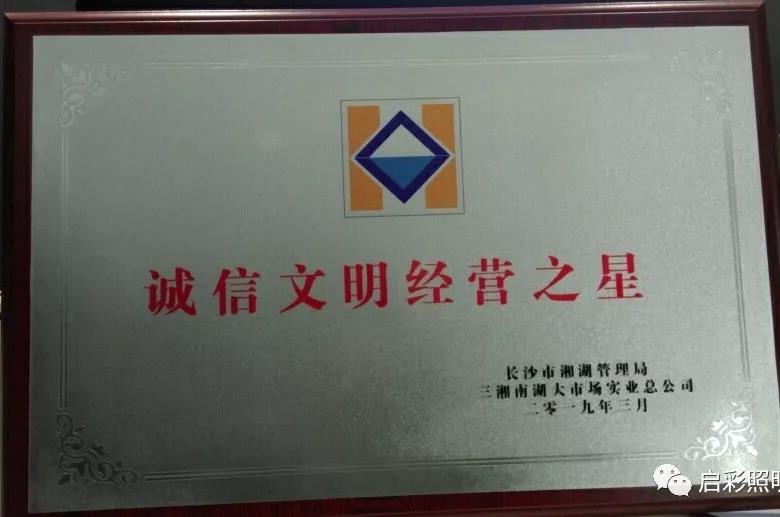 诚信文明经营之星
长沙市湘湖管理局
三湘南湖大市场实业总公司
二零一九年三月
启彩照明